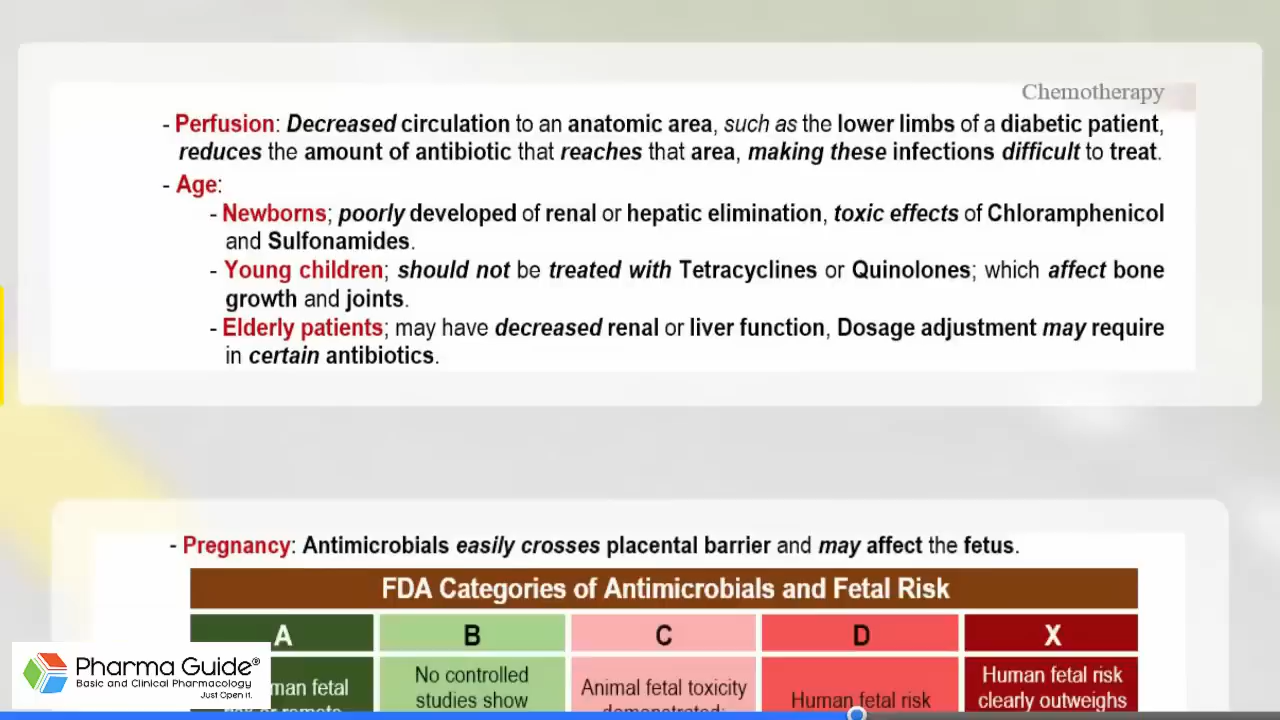 Chemotherapy
- Perfusion: Decreased circulation to an anatomic area, such as the lower limbs of a diabetic patient,
reduces the amount of antibiotic that reaches that area, making these infections difficult to treat.
- Age:
- Newborns; poorly developed of renal or hepatic elimination, toxic effects of Chloramphenicol
and Sulfonamides.
- Young children; should not be treated with Tetracyclines or Quinolones; which affect bone
growth and joints.
- Elderly patients; may have decreased renal or liver function, Dosage adjustment may require
in certain antibiotics.
- Pregnancy: Antimicrobials easily crosses placental barrier and may affect the fetus.
FDA Categories of Antimicrobials and Fetal Risk
A B C D X
No controlled
studies show
Animal fetal toxicity
demonstrated;
Human fetal risk
Human fetal risk
clearly outweighs
fetal
Pharma Guide®
Basic and Clinical Pharmacology
Just Open it.